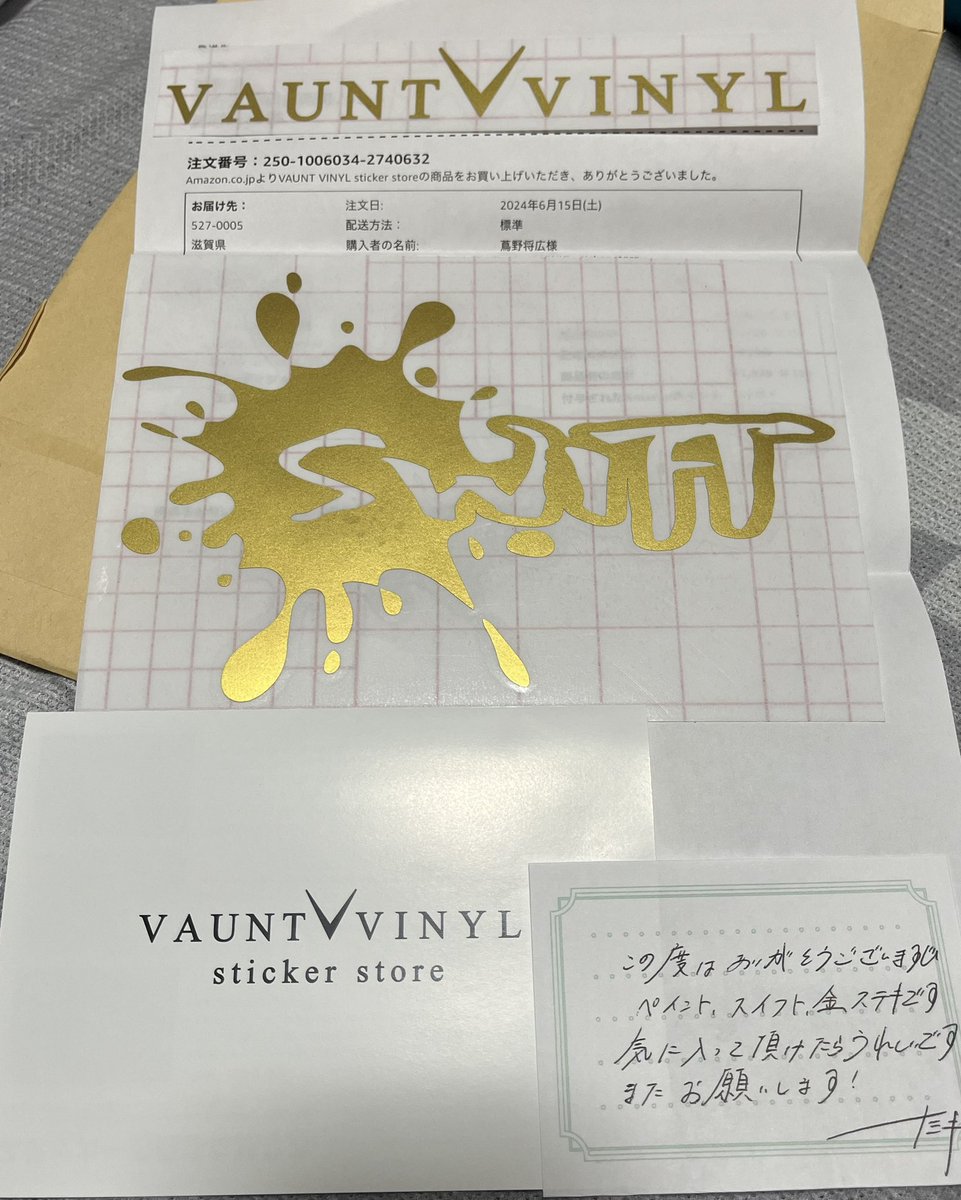 VAUNT VINYL
注文番号：250-1006034-2740632
Amazon.co.jpよりVAUNT VINYL sticker storeの商品をお買い上げいただき、ありがとうございました。
お届け先： 注文日: 2024年6月15日(土)
527-0005 配送方法： 標準
滋賀県 購入者の名前: 蔦野将広様
Swift
VAUNT VINYL
sticker store
この度はありがとうございます!
ペイント、スイフト、金、ステキです
気に入って頂けたらうれしいです
またお願いします！
ナミキ